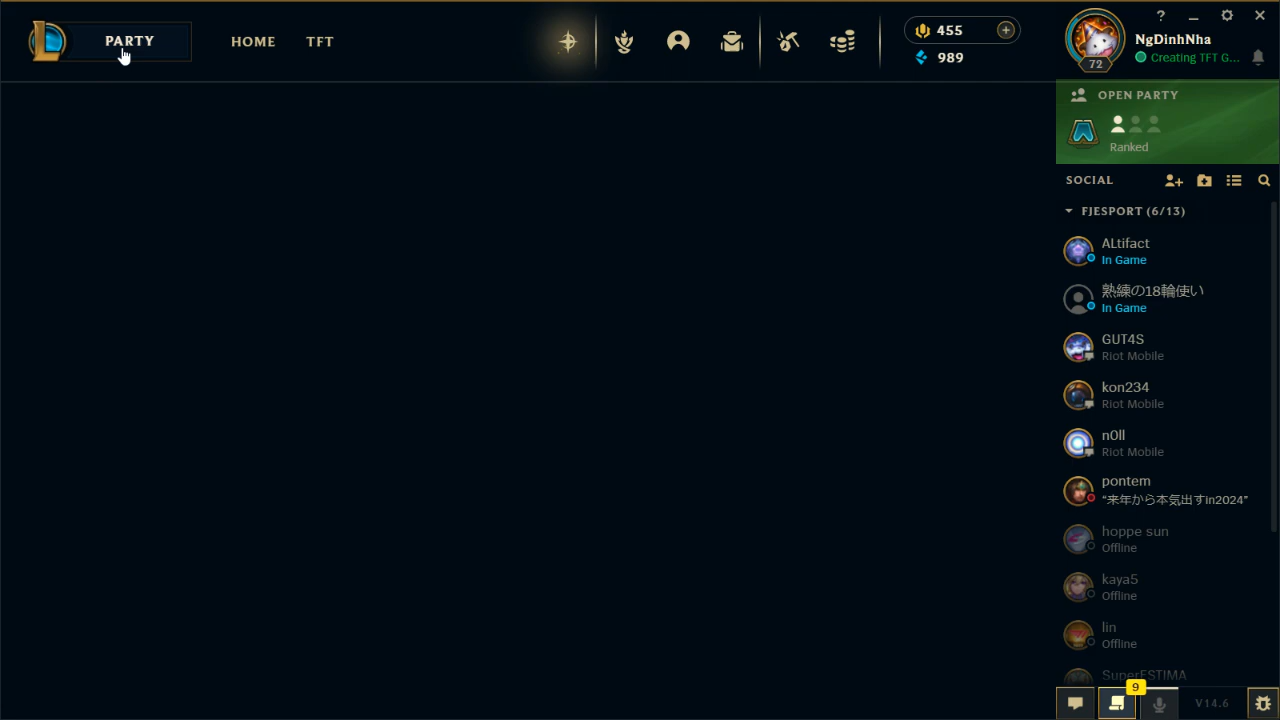 PARTY
HOME
TFT
455
989
72
?
NgDinhNha
Creating TFT G...
OPEN PARTY
Ranked
SOCIAL
FJESPORT (6/13)
ALtifact
In Game
熟練の18輪使い
In Game
GUT4S
Riot Mobile
kon234
Riot Mobile
n0ll
Riot Mobile
pontem
“来年から本気出すin2024”
hoppe sun
Offline
kaya5
Offline
lin
Offline
SuperESTIMA
9
V14.6